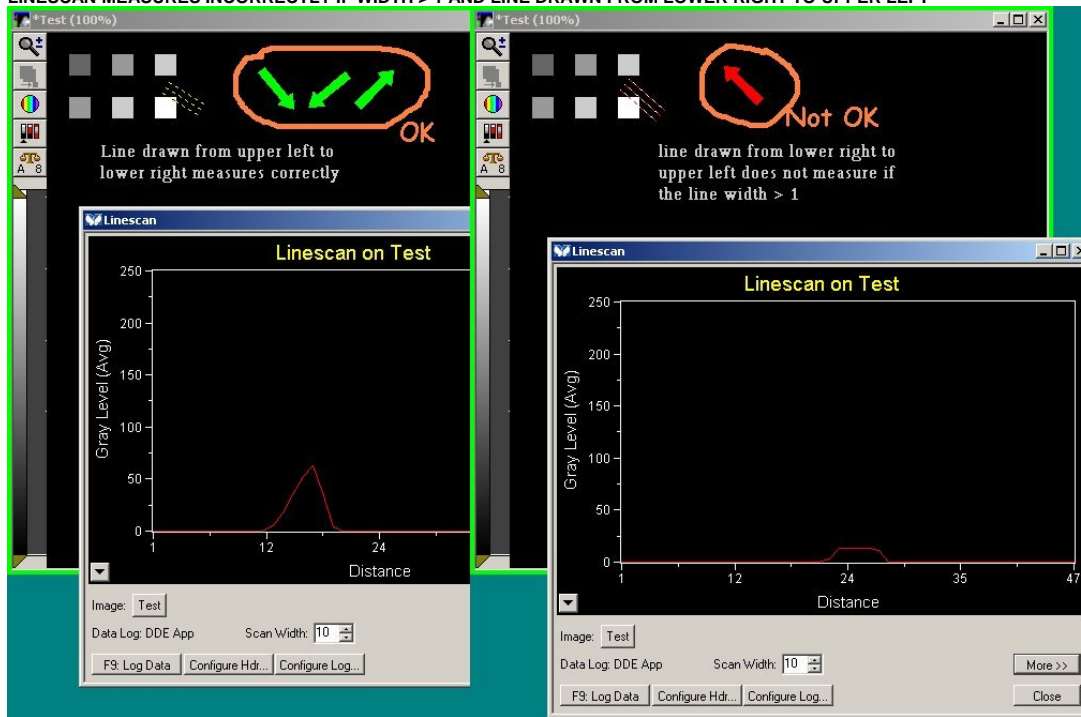 LINESCAN MEASURES INCORRECTLY IF WIDTH > 1 AND LINE DRAWN FROM LOWER RIGHT TO UPPER LEFT
*Test (100%)
OK
Line drawn from upper left to
lower right measures correctly
A 8
Linescan
Linescan on Test
250
200
150
100
50
0
Gray Level (Avg)
1 12 24
Distance
Image: Test
Data Log: DDE App Scan Width: 10
F9: Log Data Configure Hdr... Configure Log...
*Test (100%)
Not OK
line drawn from lower right to
upper left does not measure if
the line width > 1
A 8
Linescan
Linescan on Test
250
200
150
100
50
0
Gray Level (Avg)
1 12 24 35 47
Distance
Image: Test
Data Log: DDE App Scan Width: 10 More >>
F9: Log Data Configure Hdr... Configure Log... Close